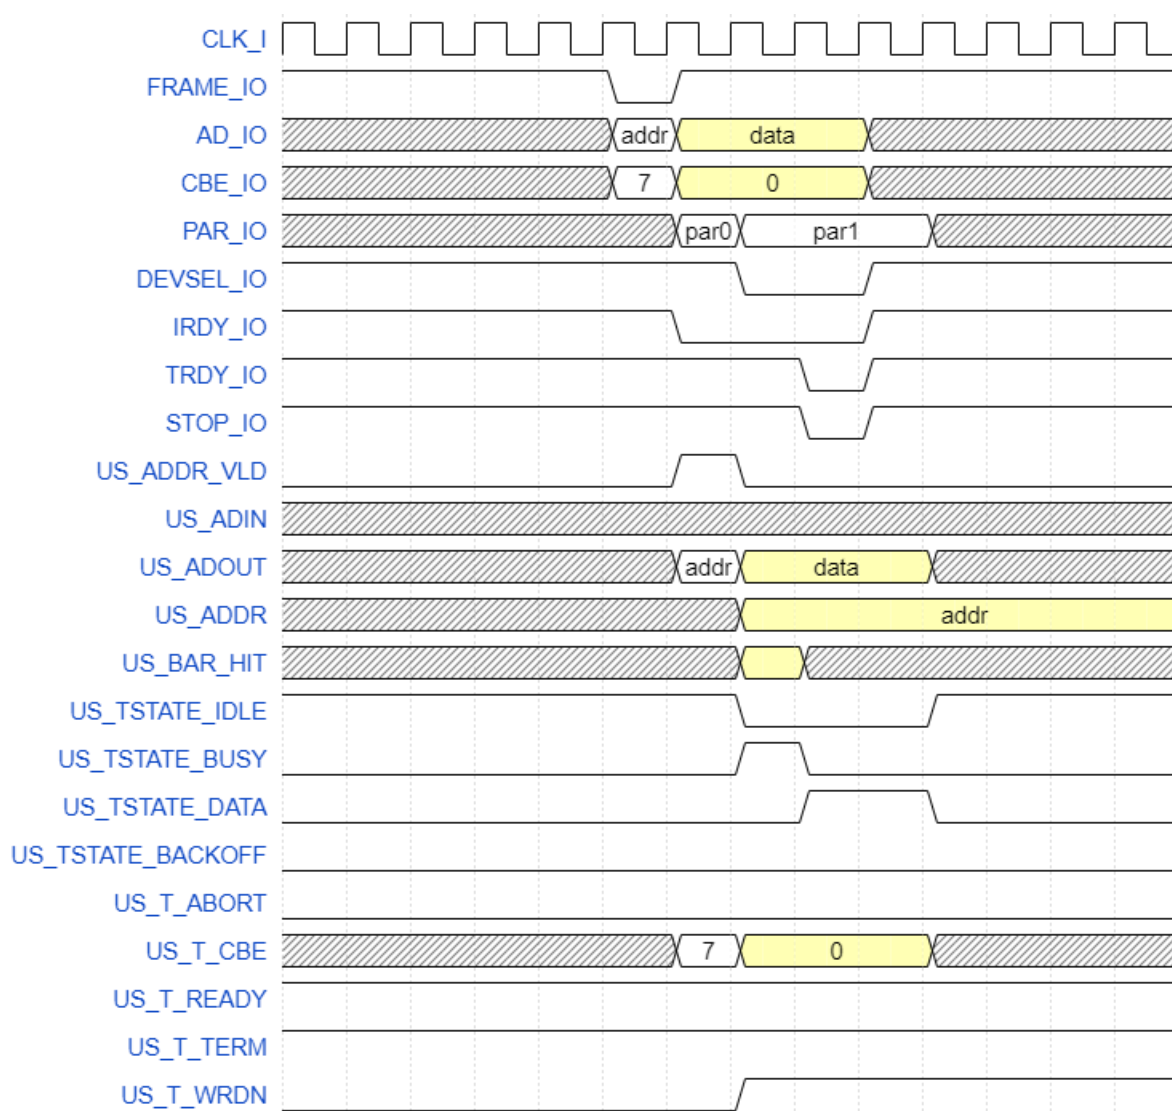 CLK_I
FRAME_IO
AD_IO addr data
CBE_IO 7 0
PAR_IO par0 par1
DEVSEL_IO
IRDY_IO
TRDY_IO
STOP_IO
US_ADDR_VLD
US_ADIN
US_ADOUT addr data
US_ADDR addr
US_BAR_HIT
US_TSTATE_IDLE
US_TSTATE_BUSY
US_TSTATE_DATA
US_TSTATE_BACKOFF
US_T_ABORT
US_T_CBE 7 0
US_T_READY
US_T_TERM
US_T_WRDN